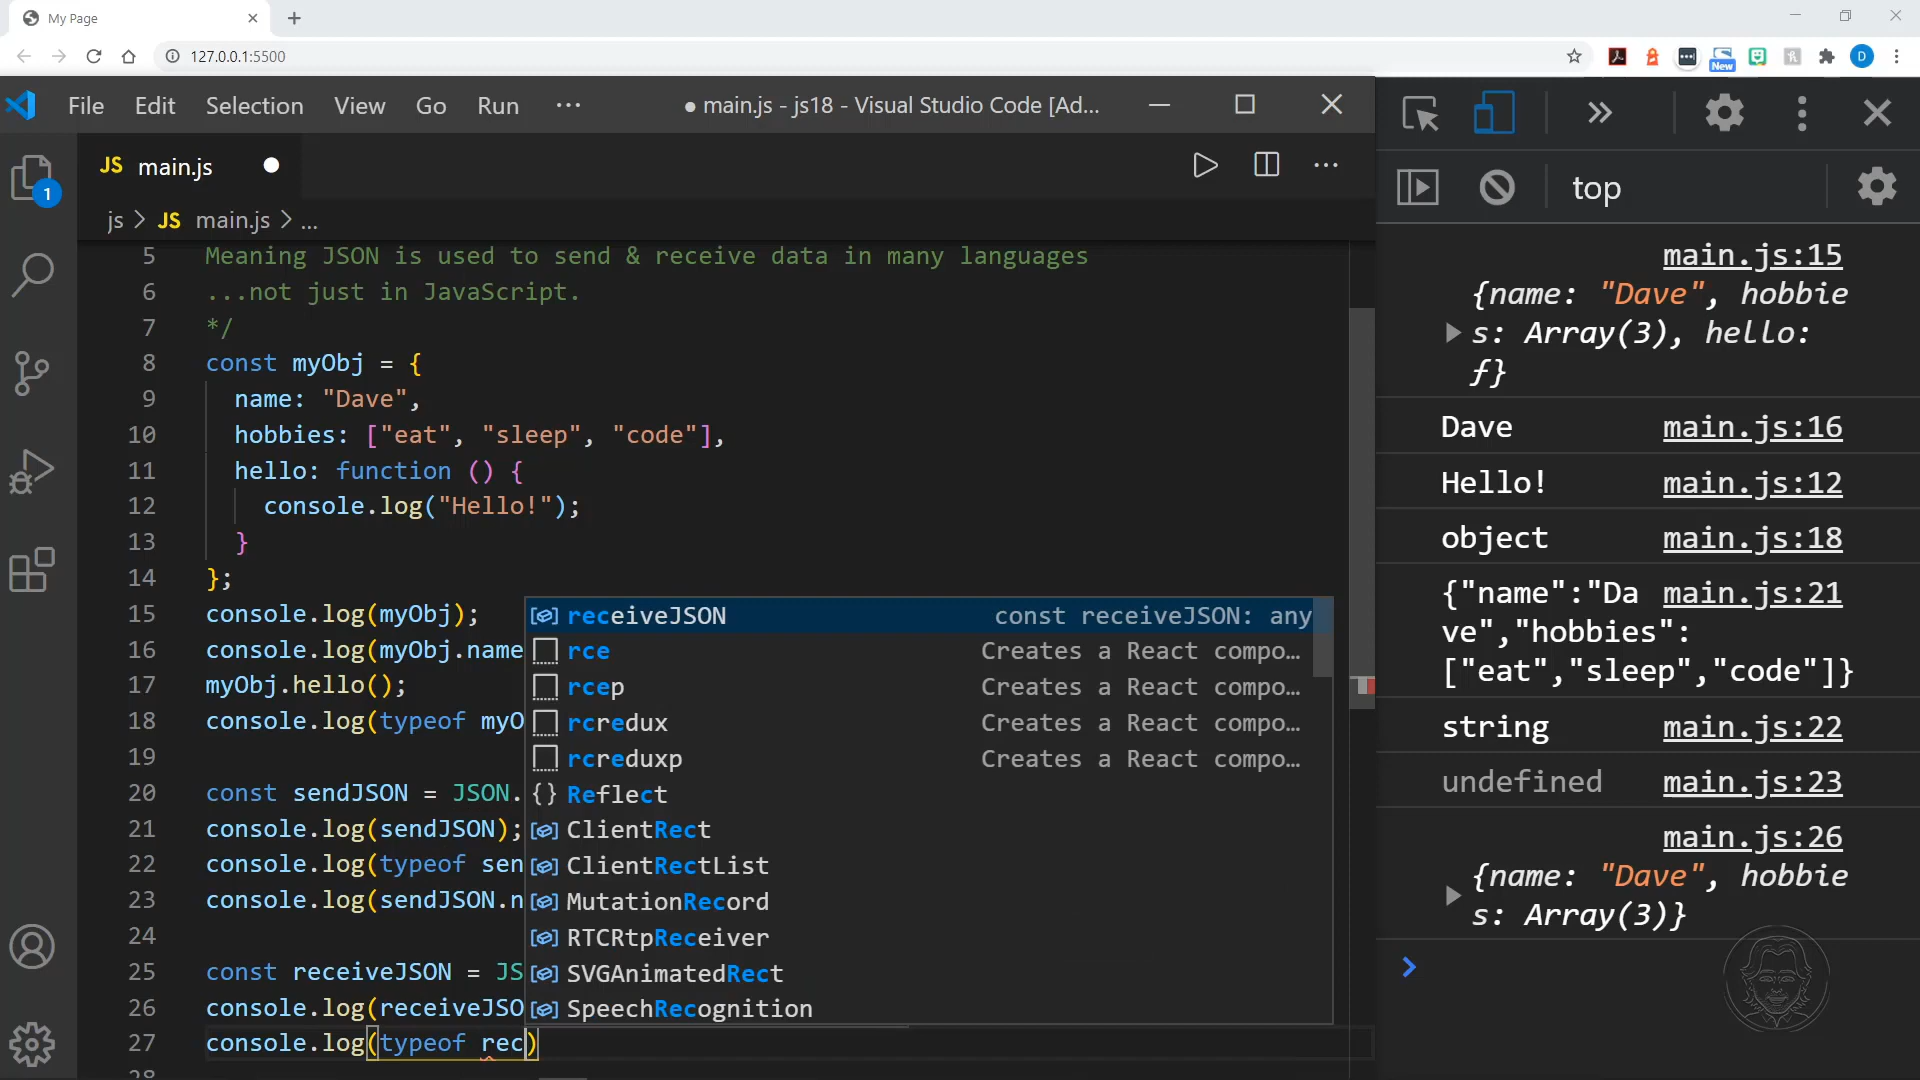 My Page
127.0.0.1:5500
New
D
File Edit Selection View Go Run ...
● main.js - js18 - Visual Studio Code [Ad...
JS main.js
js > JS main.js > ...
1
5 Meaning JSON is used to send & receive data in many languages
6 ...not just in JavaScript.
7 */
8 const myObj = {
9 name: "Dave",
10 hobbies: ["eat", "sleep", "code"],
11 hello: function () {
12 console.log("Hello!");
13 }
14 };
15 console.log(myObj);
16 console.log(myObj.name
17 myObj.hello();
18 console.log(typeof myO
19
20 const sendJSON = JSON.
21 console.log(sendJSON);
22 console.log(typeof sen
23 console.log(sendJSON.n
24
25 const receiveJSON = JS
26 console.log(receiveJSO
27 console.log(typeof rec)
28
receiveJSON const receiveJSON: any
rce Creates a React compo…
rcep Creates a React compo…
rcredux Creates a React compo…
rcreduxp Creates a React compo…
{} Reflect
ClientRect
ClientRectList
MutationRecord
RTCRtpReceiver
SVGAnimatedRect
SpeechRecognition
top
main.js:15
{name: "Dave", hobbie
s: Array(3), hello:
ƒ}
Dave main.js:16
Hello! main.js:12
object main.js:18
{"name":"Da main.js:21
ve","hobbies":
["eat","sleep","code"]}
string main.js:22
undefined main.js:23
main.js:26
{name: "Dave", hobbie
s: Array(3)}